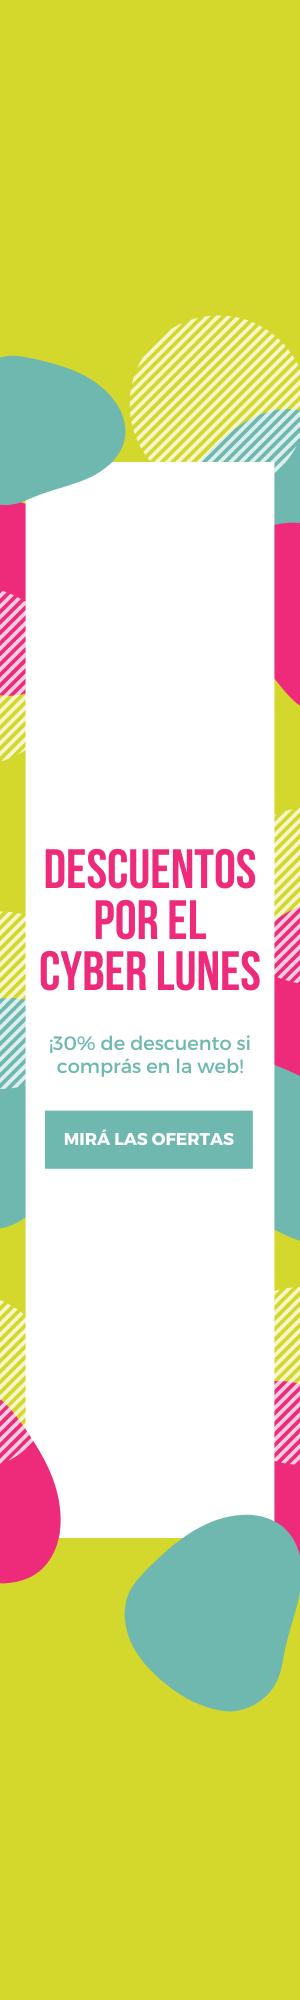 DESCUENTOS
POR EL
CYBER LUNES
¡30% de descuento si
comprás en la web!
MIRÁ LAS OFERTAS